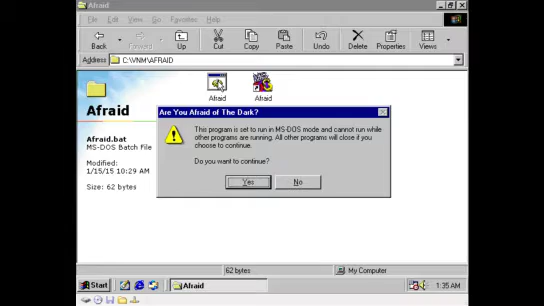 Afraid
File Edit View Go Favorites Help
Back Forward Up Cut Copy Paste Undo Delete Properties Views
Address C:\VNM\AFRAID
Afraid
Afraid Afraid
Afraid.bat
MS-DOS Batch File
Modified:
1/15/15 10:29 AM
Size: 62 bytes
Are You Afraid of The Dark?
This program is set to run in MS-DOS mode and cannot run while
other programs are running. All other programs will close if you
choose to continue.
Do you want to continue?
Yes No
62 bytes My Computer
Start Afraid 1:35 AM